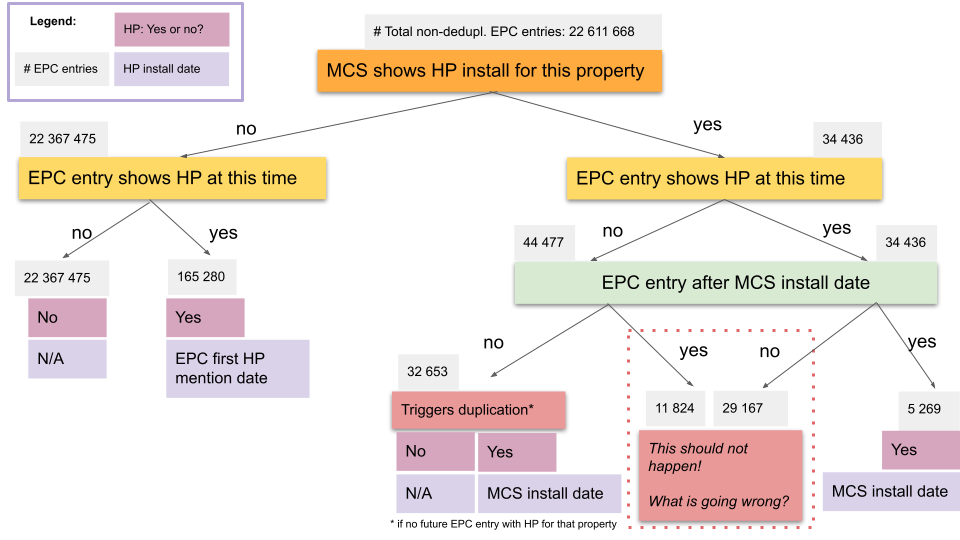 Legend:
HP: Yes or no?
# EPC entries
HP install date
# Total non-dedupl. EPC entries: 22 611 668
MCS shows HP install for this property
no
yes
22 367 475
34 436
EPC entry shows HP at this time
EPC entry shows HP at this time
no
yes
no
yes
44 477
34 436
22 367 475
165 280
EPC entry after MCS install date
No
Yes
N/A
EPC first HP
mention date
no
yes
no
yes
32 653
11 824
29 167
5 269
Triggers duplication*
This should not
happen!
What is going wrong?
No
Yes
Yes
N/A
MCS install date
MCS install date
* if no future EPC entry with HP for that property